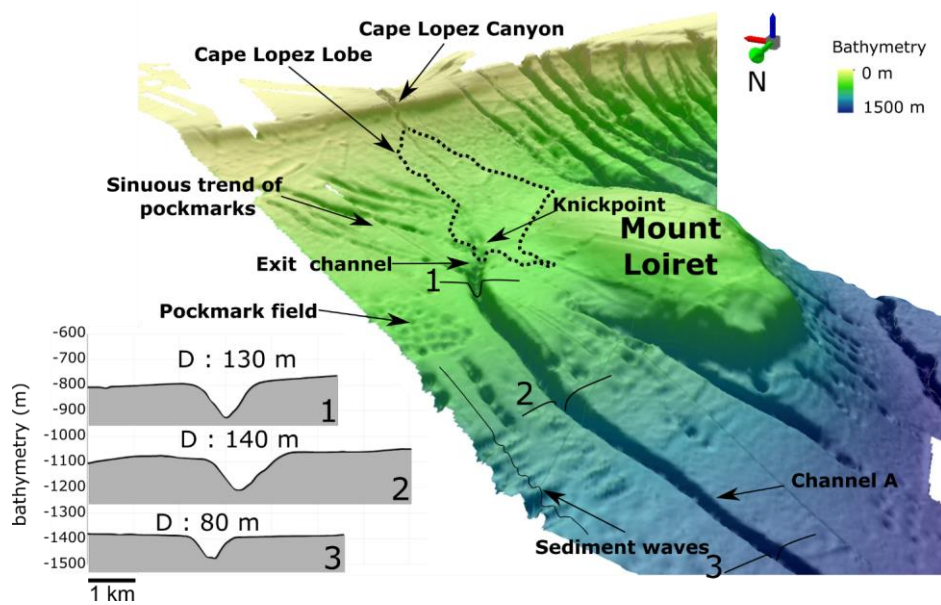 Cape Lopez Canyon
Cape Lopez Lobe
N
Bathymetry
0 m
1500 m
Sinuous trend of
pockmarks
Knickpoint
Mount
Loiret
Exit channel
1
Pockmark field
2
Channel A
Sediment waves
3
bathymetry (m)
-600
-700
-800
-900
-1000
-1100
-1200
-1300
-1400
-1500
D : 130 m
1
D : 140 m
2
D : 80 m
3
1 km